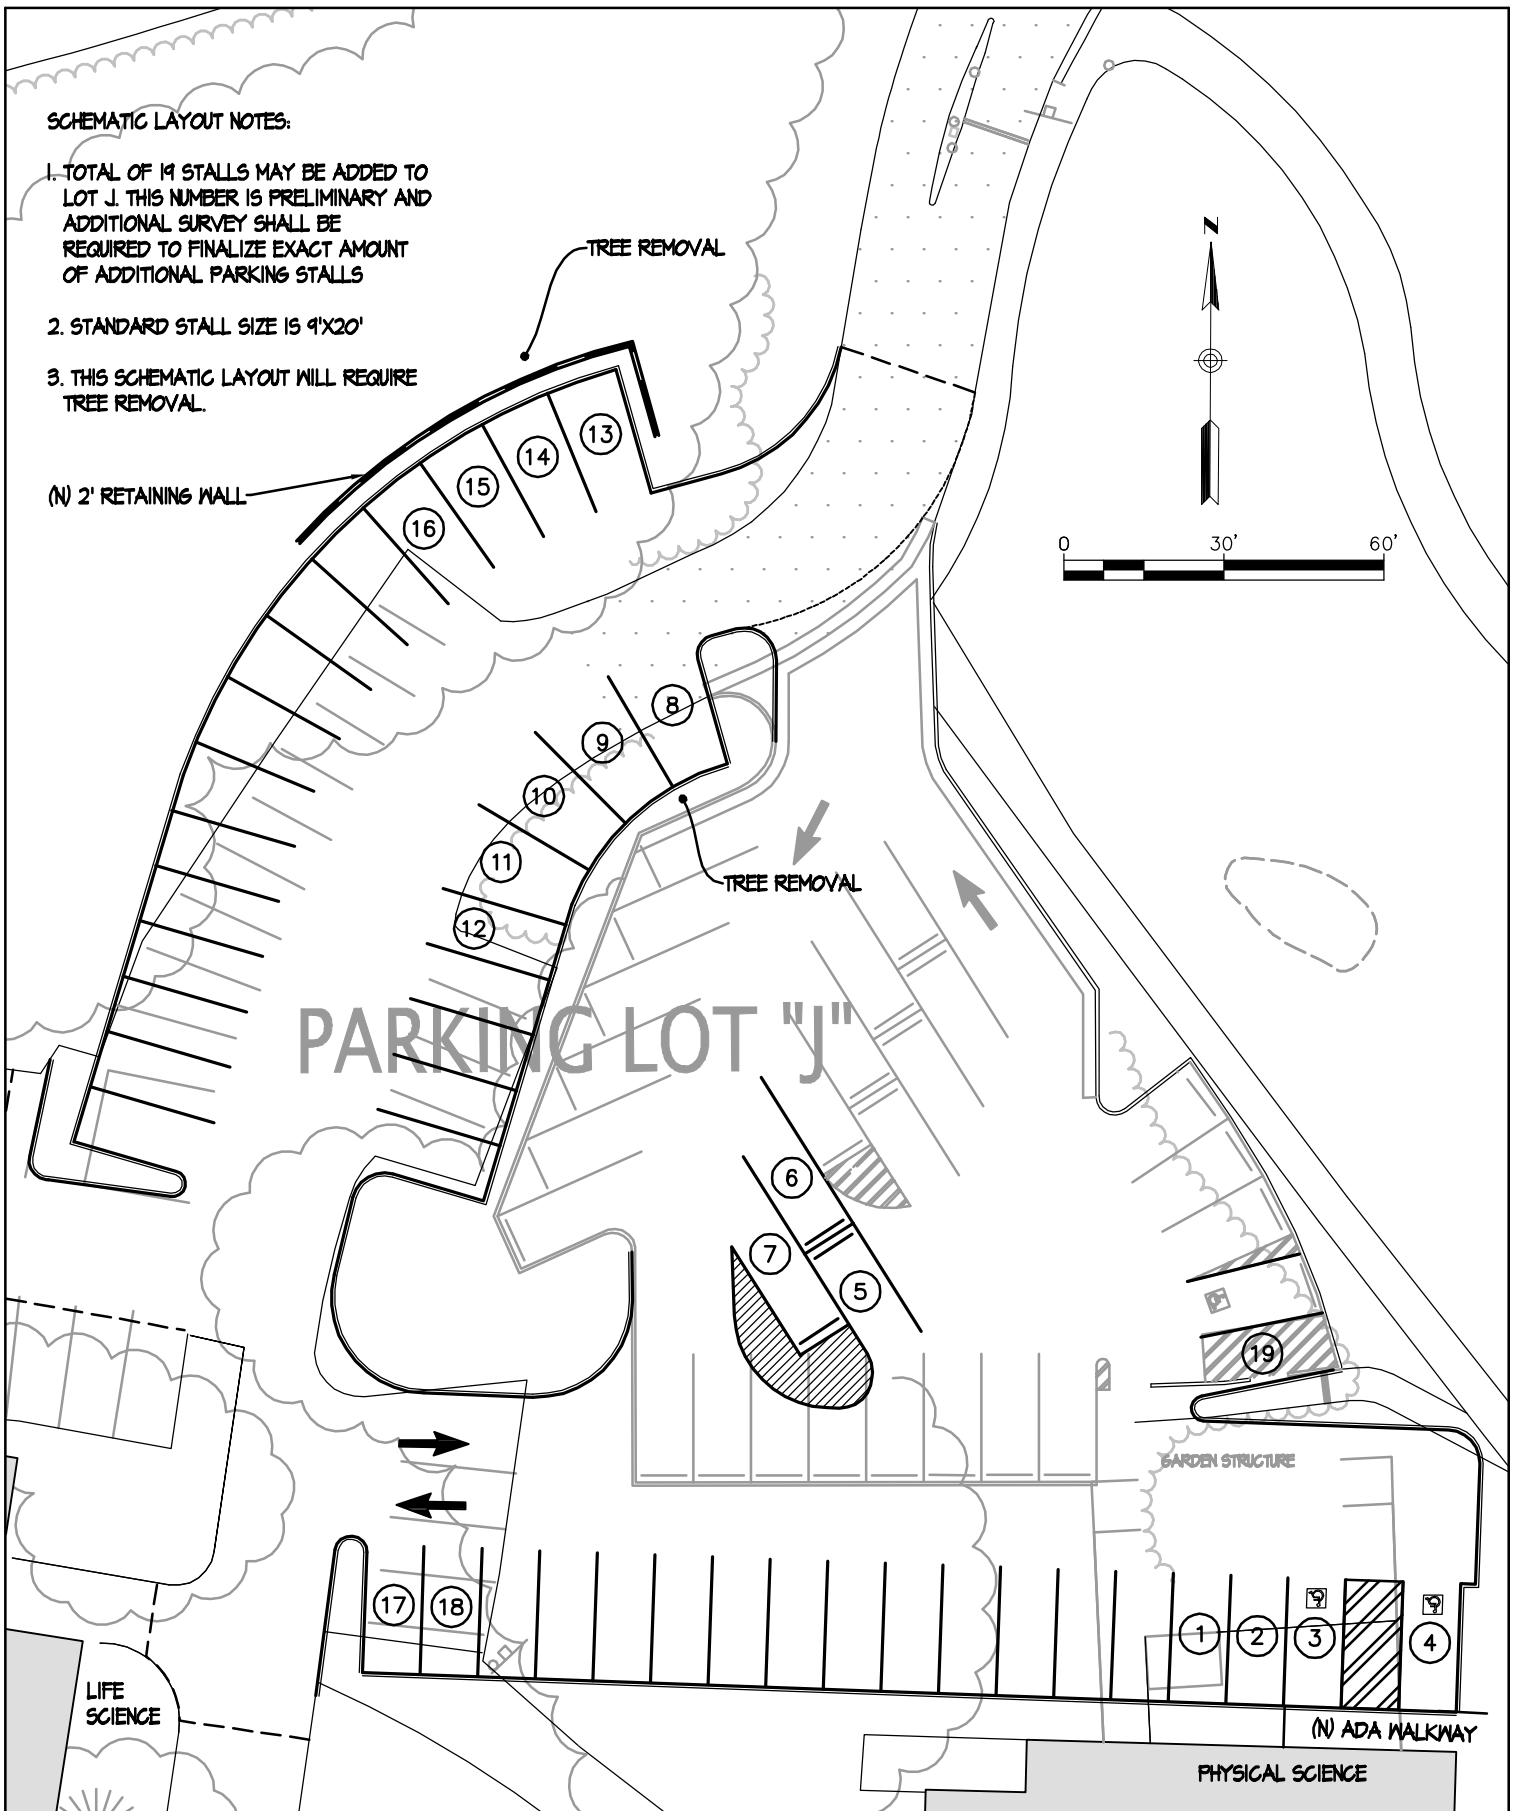 SCHEMATIC LAYOUT NOTES:
1. TOTAL OF 19 STALLS MAY BE ADDED TO
LOT J. THIS NUMBER IS PRELIMINARY AND
ADDITIONAL SURVEY SHALL BE
REQUIRED TO FINALIZE EXACT AMOUNT
OF ADDITIONAL PARKING STALLS
2. STANDARD STALL SIZE IS 9'X20'
3. THIS SCHEMATIC LAYOUT WILL REQUIRE
TREE REMOVAL.
TREE REMOVAL
N
(N) 2' RETAINING WALL
0 30' 60'
13
14
15
16
8
9
10
11
12
TREE REMOVAL
PARKING LOT "J"
6
7
5
19
GARDEN STRUCTURE
17
18
1
2
3
4
LIFE
SCIENCE
(N) ADA WALKWAY
PHYSICAL SCIENCE